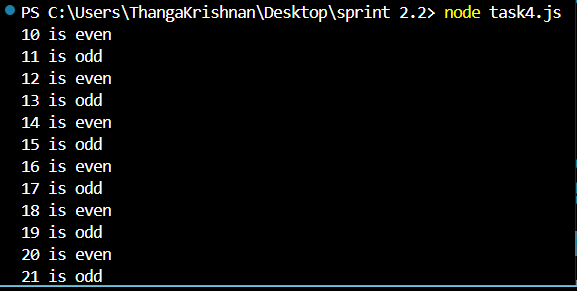 PS C:\Users\ThangaKrishnan\Desktop\sprint 2.2> node task4.js
10 is even
11 is odd
12 is even
13 is odd
14 is even
15 is odd
16 is even
17 is odd
18 is even
19 is odd
20 is even
21 is odd